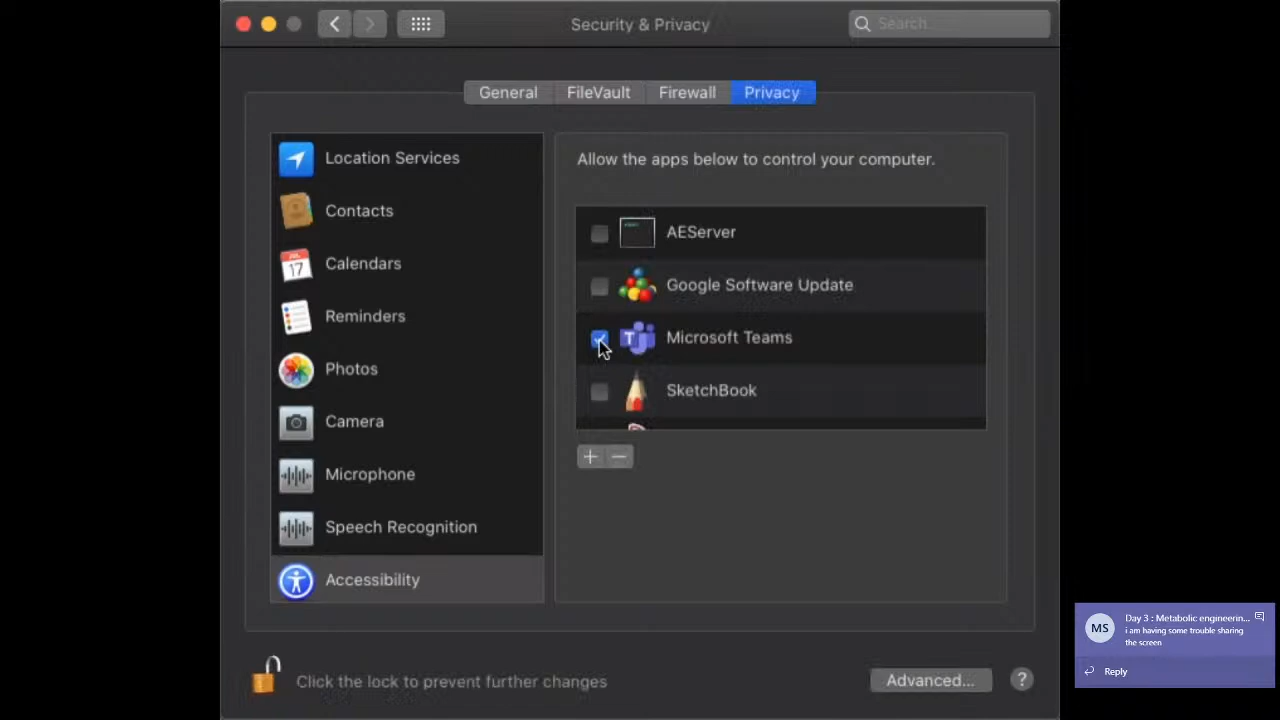 Security & Privacy
Search
General
FileVault
Firewall
Privacy
Location Services
Contacts
Calendars
17
Reminders
Photos
Camera
Microphone
Speech Recognition
Accessibility
Allow the apps below to control your computer.
AEServer
Google Software Update
T
Microsoft Teams
SketchBook
+
−
Click the lock to prevent further changes
Advanced...
?
MS
Day 3 : Metabolic engineerin...
i am having some trouble sharing
the screen
Reply